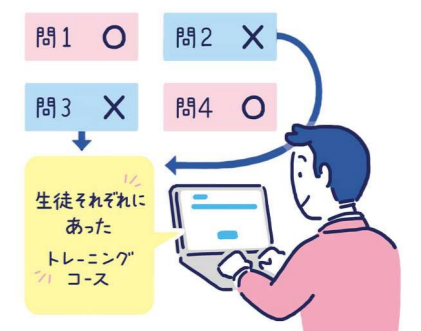 問1 O
問2 X
問3 X
問4 O
生徒それぞれに
あった
トレーニング
コース